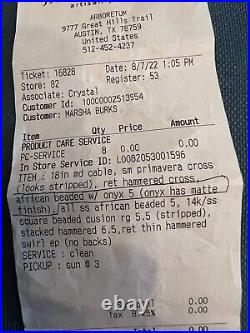 ARBORETUM
9777 Great Hills Trail
AUSTIN, TX 78759
United States
512-452-4237
Ticket: 16828 Date: 8/7/22 1:05 PM
Store: 82 Register: 53
Associate: Crystal
Customer Id: 10000002513954
Customer: MARSHA BURKS
Item Qty Price Total
PRODUCT CARE SERVICE
PC-SERVICE 8 0.00 0.00
In Store Service ID: L0082053001596
ITEM : 18in md cable, sm primavera cross
(looks stripped), ret hammered cross,
african beaded w/ onyx 5 (onyx has matte
finish), all ss african beaded 5, 14k/ss
square beaded cusion rg 5.5 (stripped),
stacked hammered 6.5,ret thin hammered
swirl ep (no backs)
SERVICE : clean
PICKUP : sun @ 3
0.00
Tax 8.25% 0.00
0.00